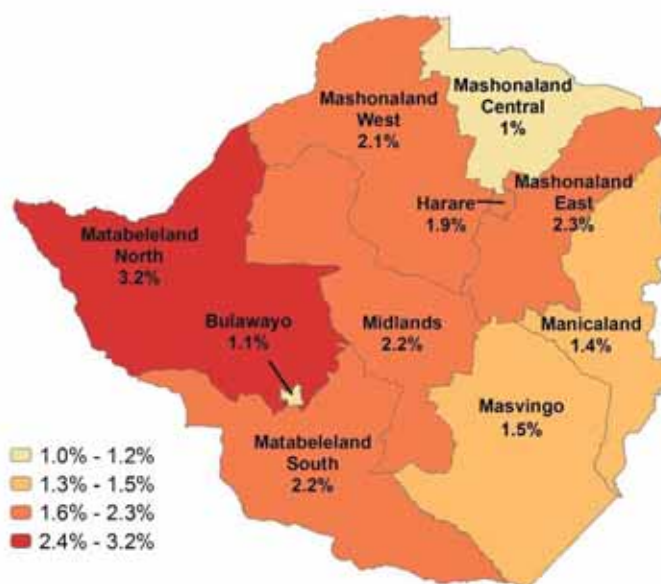 Mashonaland
Central
1%
Mashonaland
West
2.1%
Harare
1.9%
Mashonaland
East
2.3%
Matabeleland
North
3.2%
Bulawayo
1.1%
Midlands
2.2%
Manicaland
1.4%
Masvingo
1.5%
Matabeleland
South
2.2%
1.0% - 1.2%
1.3% - 1.5%
1.6% - 2.3%
2.4% - 3.2%